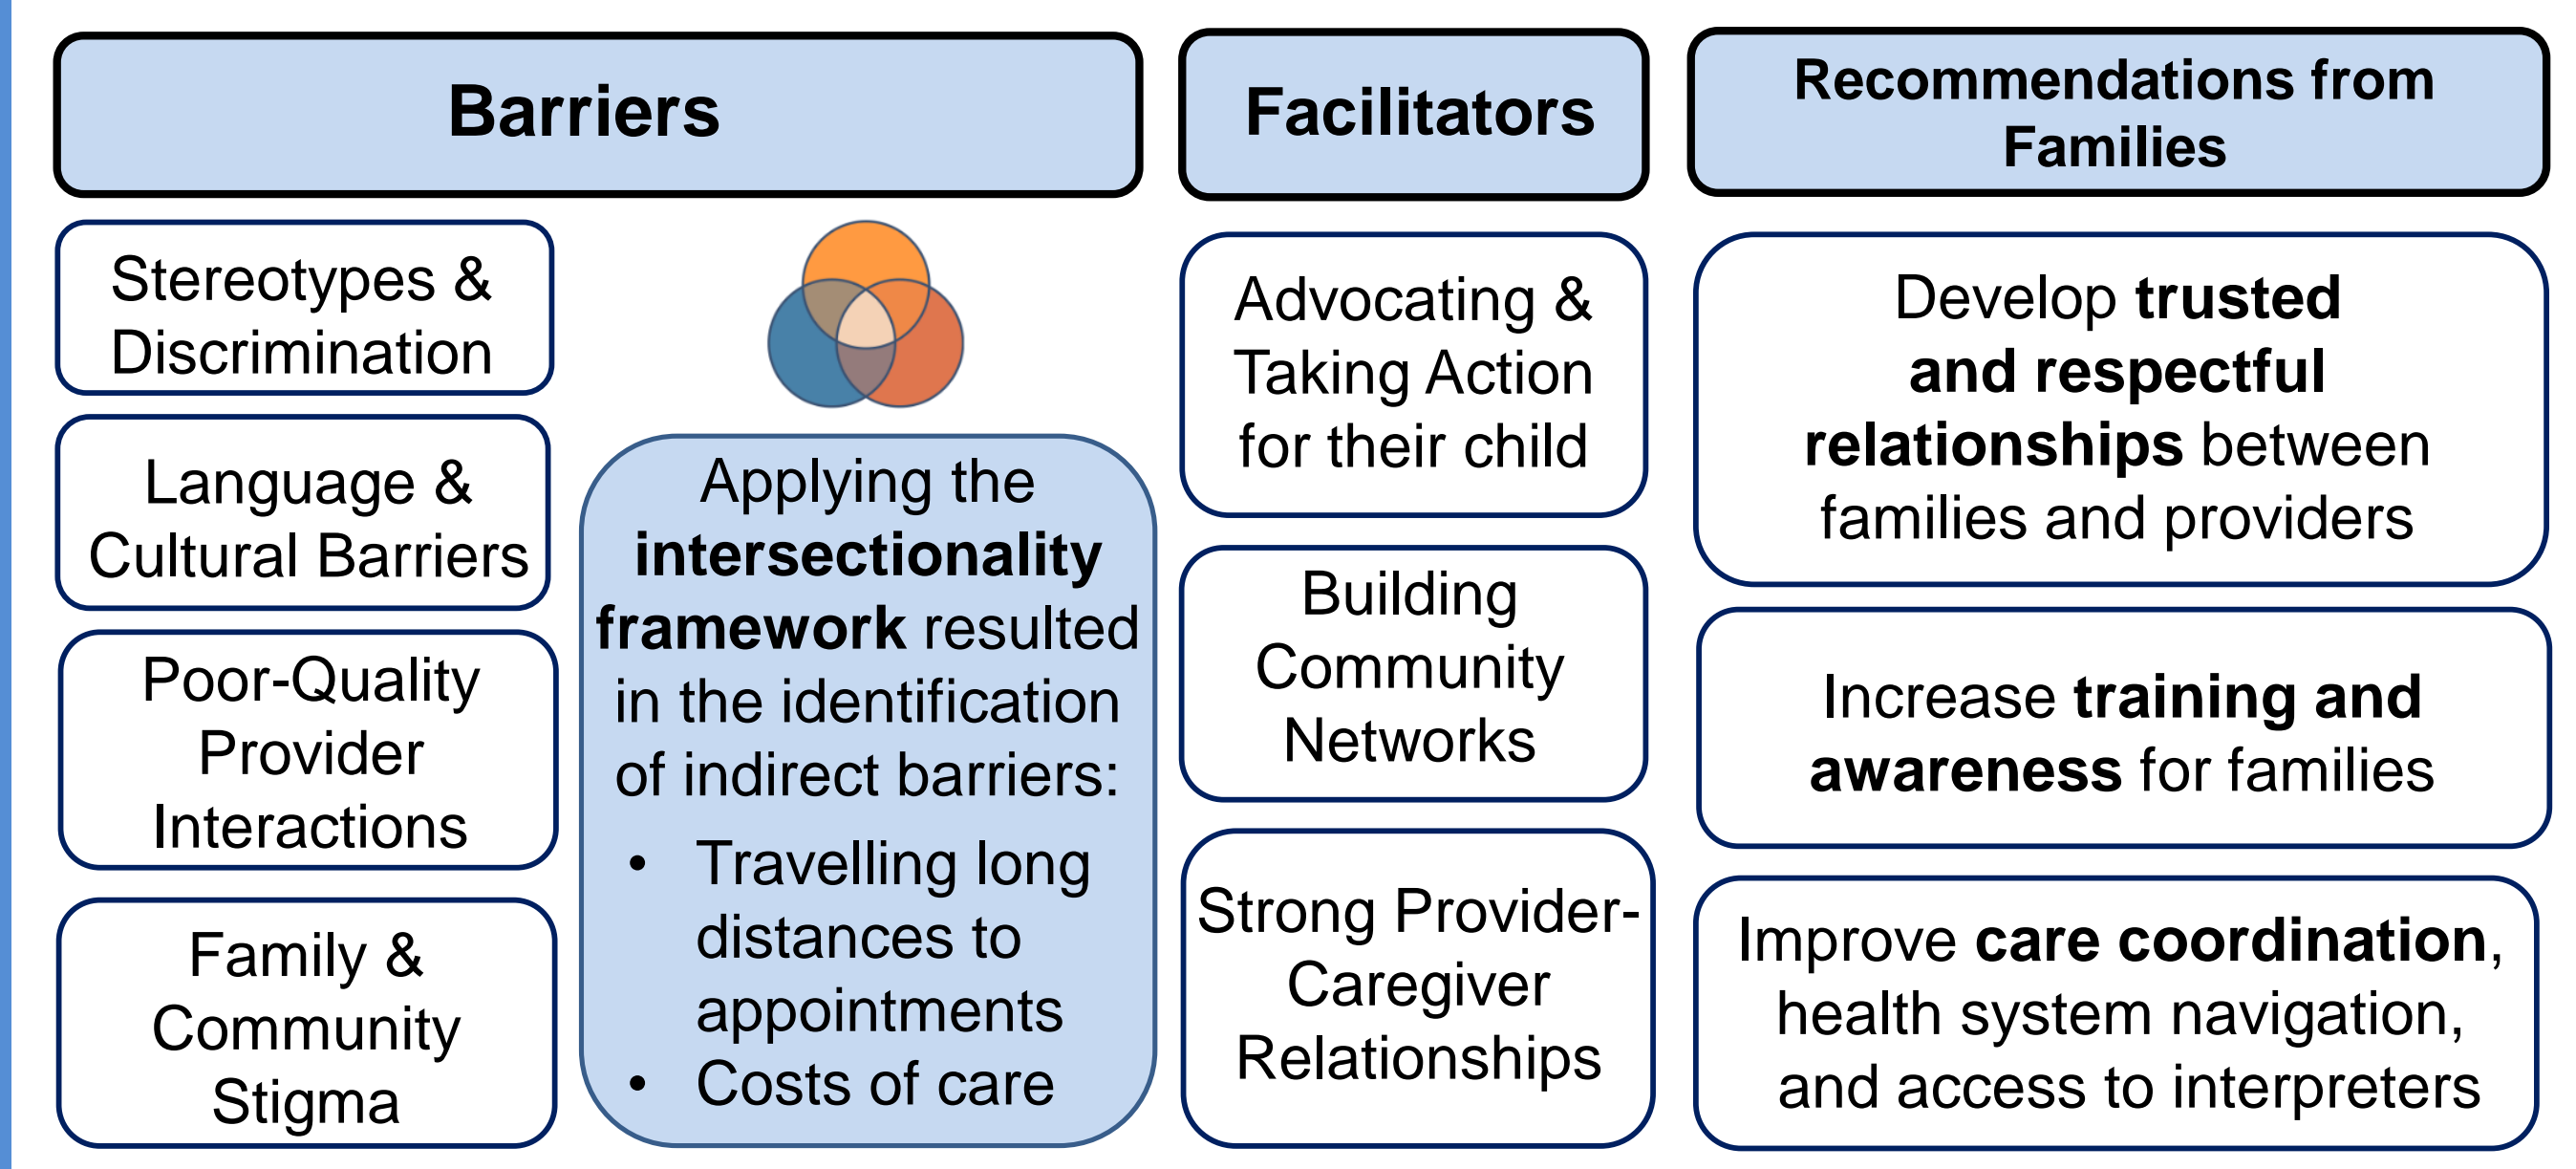 Barriers
Stereotypes &
Discrimination
Language &
Cultural Barriers
Poor-Quality
Provider
Interactions
Family &
Community
Stigma
Applying the
intersectionality
framework resulted
in the identification
of indirect barriers:
• Travelling long
distances to
appointments
• Costs of care
Facilitators
Advocating &
Taking Action
for their child
Building
Community
Networks
Strong Provider-
Caregiver
Relationships
Recommendations from
Families
Develop trusted
and respectful
relationships between
families and providers
Increase training and
awareness for families
Improve care coordination,
health system navigation,
and access to interpreters